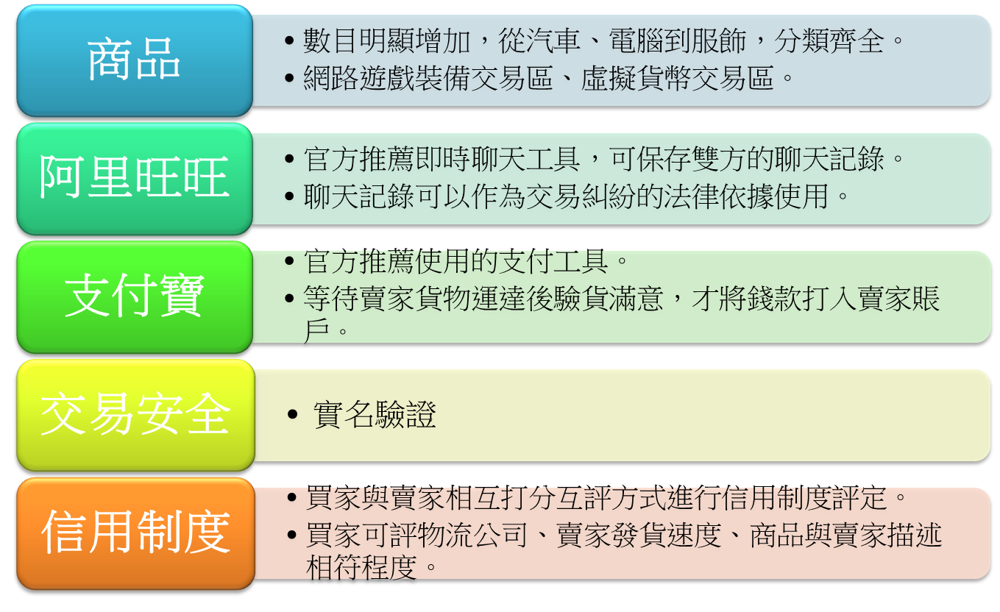 商品
• 數目明顯增加，從汽車、電腦到服飾，分類齊全。
• 網路遊戲裝備交易區、虛擬貨幣交易區。
阿里旺旺
• 官方推薦即時聊天工具，可保存雙方的聊天記錄。
• 聊天記錄可以作為交易糾紛的法律依據使用。
支付寶
• 官方推薦使用的支付工具。
• 等待賣家貨物運達後驗貨滿意，才將錢款打入賣家賬
戶。
交易安全
• 實名驗證
信用制度
• 買家與賣家相互打分互評方式進行信用制度評定。
• 買家可評物流公司、賣家發貨速度、商品與賣家描述
相符程度。